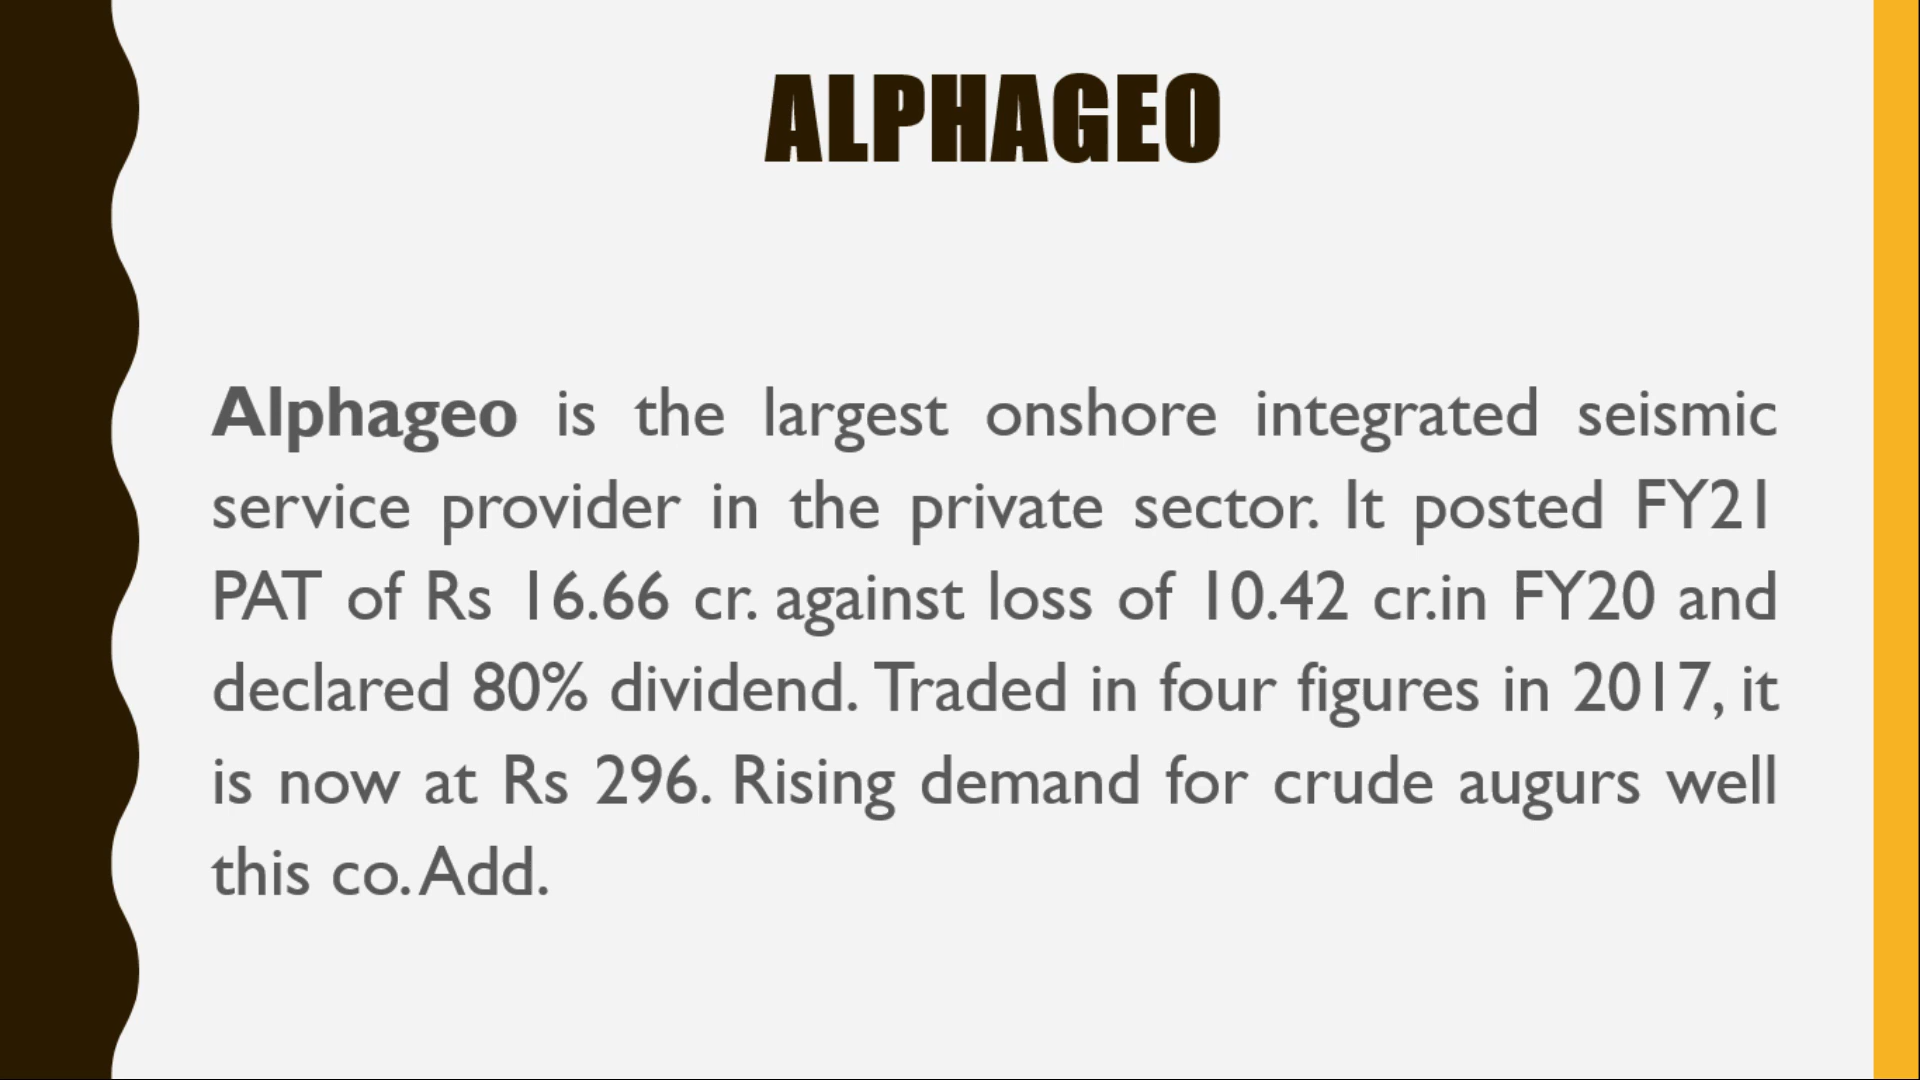 ALPHAGEO
Alphageo is the largest onshore integrated seismic
service provider in the private sector. It posted FY21
PAT of Rs 16.66 cr. against loss of 10.42 cr.in FY20 and
declared 80% dividend. Traded in four figures in 2017, it
is now at Rs 296. Rising demand for crude augurs well
this co. Add.